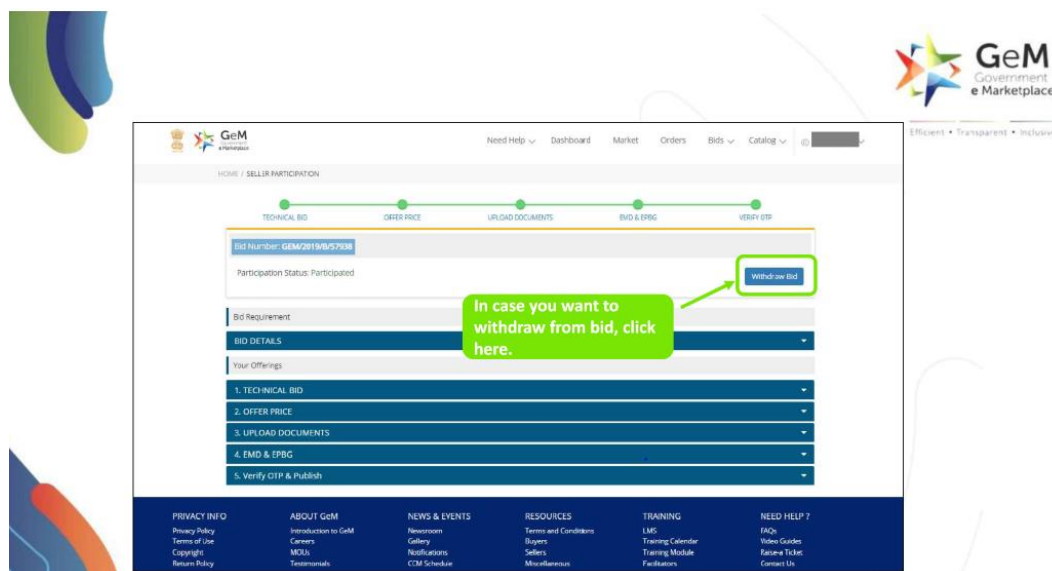 GeM
Government
e Marketplace
Efficient • Transparent • Inclusive
GeM
Government
e Marketplace
Need Help
Dashboard
Market
Orders
Bids
Catalog
HOME / SELLER PARTICIPATION
TECHNICAL BID
OFFER PRICE
UPLOAD DOCUMENTS
EMD & EPBG
VERIFY OTP
Bid Number: GEM/2019/B/57938
Participation Status: Participated
Withdraw Bid
In case you want to
withdraw from bid, click
here.
Bid Requirement
BID DETAILS
Your Offerings
1. TECHNICAL BID
2. OFFER PRICE
3. UPLOAD DOCUMENTS
4. EMD & EPBG
5. Verify OTP & Publish
PRIVACY INFO
Privacy Policy
Terms of Use
Copyright
Return Policy
ABOUT GeM
Introduction to GeM
Careers
MOUs
Testimonials
NEWS & EVENTS
Newsroom
Gallery
Notifications
CCM Schedule
RESOURCES
Terms and Conditions
Buyers
Sellers
Miscellaneous
TRAINING
LMS
Training Calendar
Training Module
Facilitators
NEED HELP ?
FAQs
Video Guides
Raise a Ticket
Contact Us